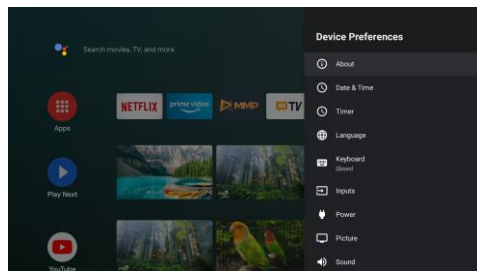 Search movies, TV, and more
Apps
NETFLIX
prime video
MMP
TV
Play Next
YouTube
Device Preferences
About
Date & Time
Timer
Language
Keyboard
Gboard
Inputs
Power
Picture
Sound